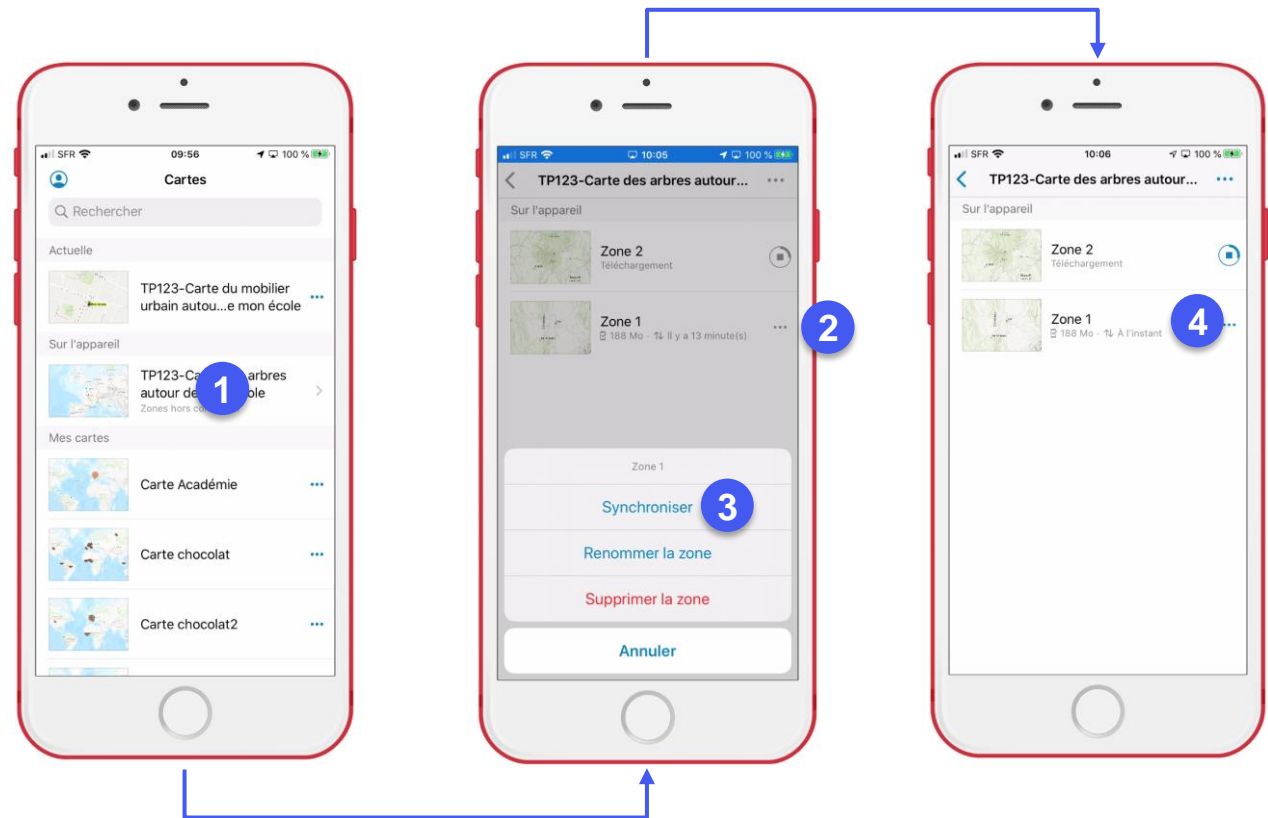 SFR 09:56 100 %
Cartes
Rechercher
Actuelle
TP123-Carte du mobilier
urbain autou...e mon école
Sur l'appareil
TP123-Ca arbres
autour de ole
Zones hors co
1
Mes cartes
Carte Académie
Carte chocolat
Carte chocolat2
SFR 10:05 100 %
TP123-Carte des arbres autour...
Sur l'appareil
Zone 2
Téléchargement
Zone 1
188 Mo - Il y a 13 minute(s)
2
Zone 1
Synchroniser
3
Renommer la zone
Supprimer la zone
Annuler
SFR 10:06 100 %
TP123-Carte des arbres autour...
Sur l'appareil
Zone 2
Téléchargement
Zone 1
188 Mo - À l'instant
4